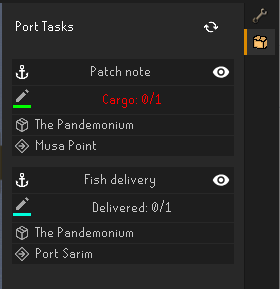 Port Tasks
Patch note
Cargo: 0/1
The Pandemonium
Musa Point
Fish delivery
Delivered: 0/1
The Pandemonium
Port Sarim